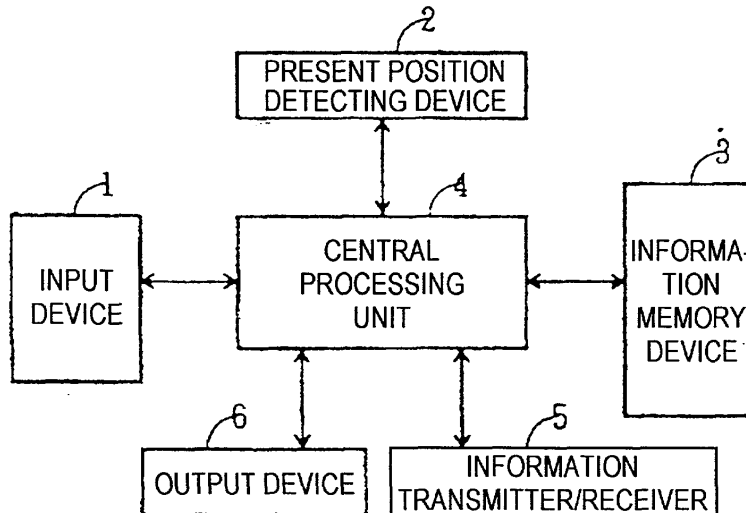 2
PRESENT POSITION
DETECTING DEVICE
1
INPUT
DEVICE
4
CENTRAL
PROCESSING
UNIT
3
INFORMA-
TION
MEMORY
DEVICE
6
OUTPUT DEVICE
5
INFORMATION
TRANSMITTER/RECEIVER